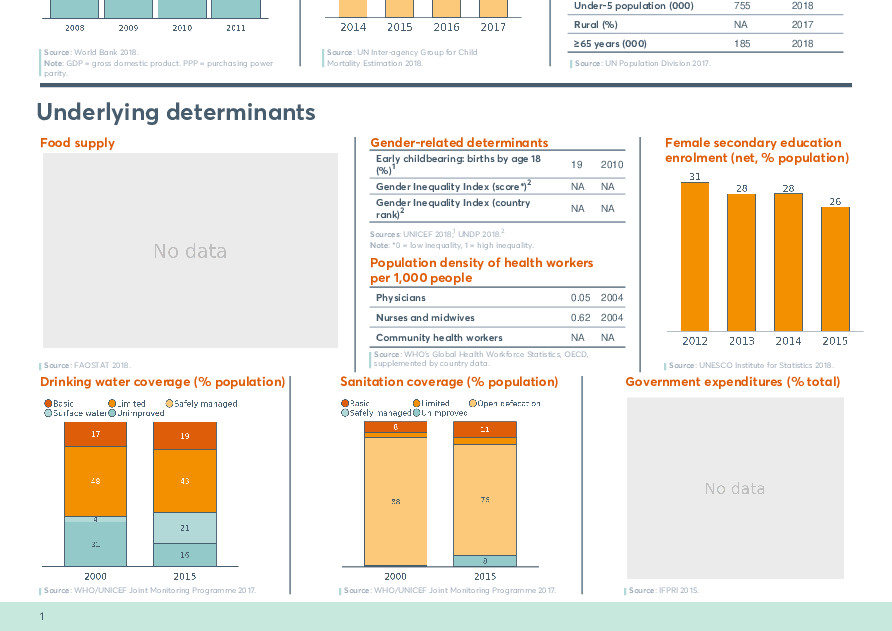 2008 2009 2010 2011
Source: World Bank 2018.
Note: GDP = gross domestic product. PPP = purchasing power
parity.
2014 2015 2016 2017
Source: UN Inter-agency Group for Child
Mortality Estimation 2018.
Under-5 population (000) 755 2018
Rural (%) NA 2017
≥65 years (000) 185 2018
Source: UN Population Division 2017.
Underlying determinants
Food supply
No data
Source: FAOSTAT 2018.
Gender-related determinants
Early childbearing: births by age 18
(%)¹ 19 2010
Gender Inequality Index (score*)² NA NA
Gender Inequality Index (country
rank)² NA NA
Sources: UNICEF 2018,¹ UNDP 2018.²
Note: *0 = low inequality, 1 = high inequality.
Population density of health workers
per 1,000 people
Physicians 0.05 2004
Nurses and midwives 0.62 2004
Community health workers NA NA
Source: WHO's Global Health Workforce Statistics, OECD,
supplemented by country data.
Female secondary education
enrolment (net, % population)
31 28 28 26
2012 2013 2014 2015
Source: UNESCO Institute for Statistics 2018.
Drinking water coverage (% population)
Basic Limited Safely managed
Surface water Unimproved
17 19
48 43
4 21
31 16
2000 2015
Source: WHO/UNICEF Joint Monitoring Programme 2017.
Sanitation coverage (% population)
Basic Limited Open defecation
Safely managed Unimproved
8 11
88 76
8
2000 2015
Source: WHO/UNICEF Joint Monitoring Programme 2017.
Government expenditures (% total)
No data
Source: IFPRI 2015.
1